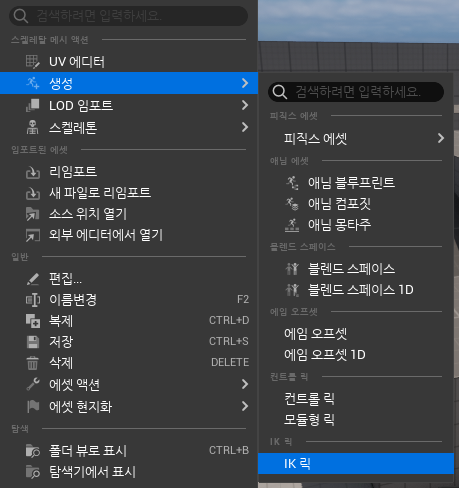 검색하려면 입력하세요.
스켈레탈 메시 액션
UV 에디터
생성
LOD 임포트
스켈레톤
임포트된 에셋
리임포트
새 파일로 리임포트
소스 위치 열기
외부 에디터에서 열기
일반
편집...
이름변경 F2
복제 CTRL+D
저장 CTRL+S
삭제 DELETE
에셋 액션
에셋 현지화
탐색
폴더 뷰로 표시 CTRL+B
탐색기에서 표시
검색하려면 입력하세요.
피직스 에셋
피직스 에셋
애님 에셋
애님 블루프린트
애님 컴포짓
애님 몽타주
블렌드 스페이스
블렌드 스페이스
블렌드 스페이스 1D
에임 오프셋
에임 오프셋
에임 오프셋 1D
컨트롤 릭
컨트롤 릭
모듈형 릭
IK 릭
IK 릭